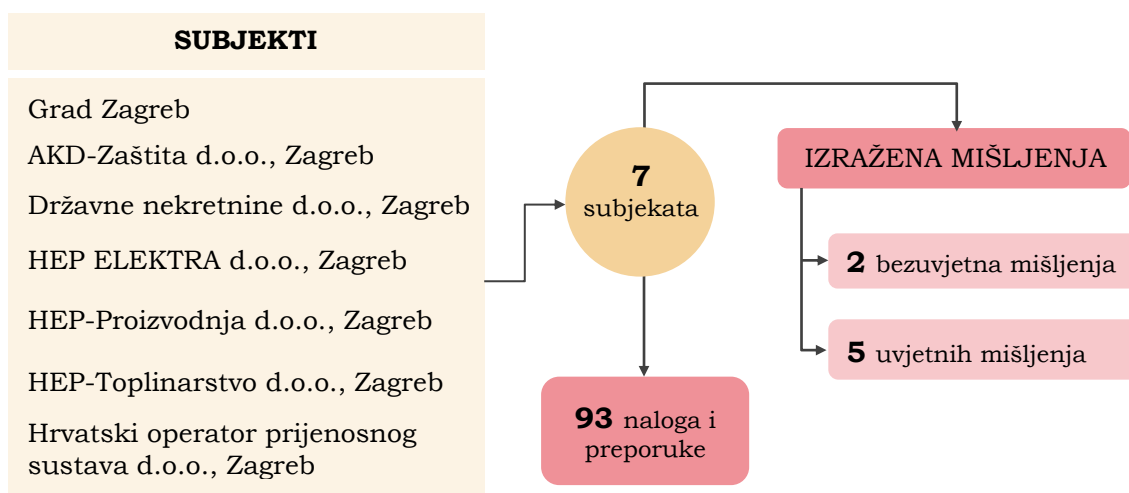 SUBJEKTI
Grad Zagreb
AKD-Zaštita d.o.o., Zagreb
Državne nekretnine d.o.o., Zagreb
HEP ELEKTRA d.o.o., Zagreb
HEP-Proizvodnja d.o.o., Zagreb
HEP-Toplinarstvo d.o.o., Zagreb
Hrvatski operator prijenosnog
sustava d.o.o., Zagreb
7
subjekata
93 naloga i
preporuke
IZRAŽENA MIŠLJENJA
2 bezuvjetna mišljenja
5 uvjetnih mišljenja